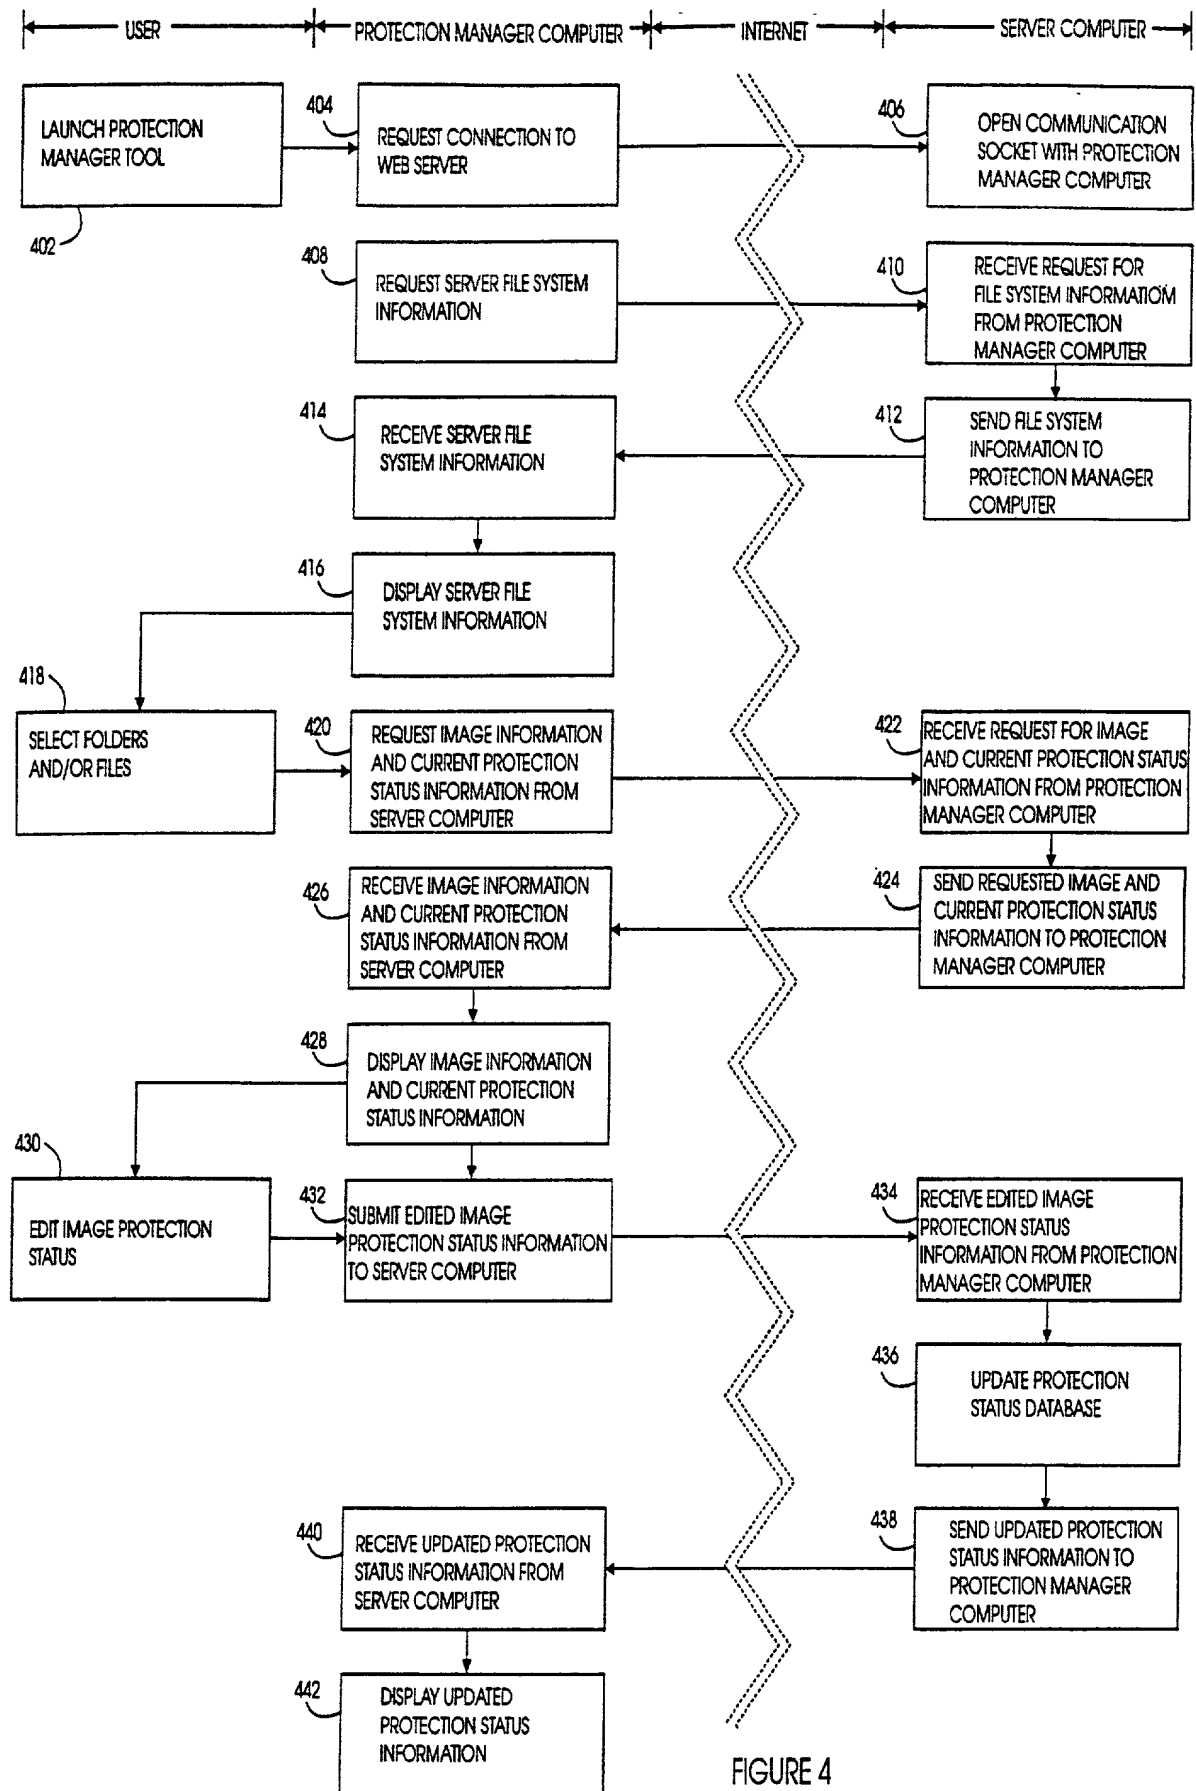 USER
PROTECTION MANAGER COMPUTER
INTERNET
SERVER COMPUTER
LAUNCH PROTECTION
MANAGER TOOL
402
404
REQUEST CONNECTION TO
WEB SERVER
406
OPEN COMMUNICATION
SOCKET WITH PROTECTION
MANAGER COMPUTER
408
REQUEST SERVER FILE SYSTEM
INFORMATION
410
RECEIVE REQUEST FOR
FILE SYSTEM INFORMATION
FROM PROTECTION
MANAGER COMPUTER
414
RECEIVE SERVER FILE
SYSTEM INFORMATION
412
SEND FILE SYSTEM
INFORMATION TO
PROTECTION MANAGER
COMPUTER
416
DISPLAY SERVER FILE
SYSTEM INFORMATION
418
SELECT FOLDERS
AND/OR FILES
420
REQUEST IMAGE INFORMATION
AND CURRENT PROTECTION
STATUS INFORMATION FROM
SERVER COMPUTER
422
RECEIVE REQUEST FOR IMAGE
AND CURRENT PROTECTION STATUS
INFORMATION FROM PROTECTION
MANAGER COMPUTER
426
RECEIVE IMAGE INFORMATION
AND CURRENT PROTECTION
STATUS INFORMATION FROM
SERVER COMPUTER
424
SEND REQUESTED IMAGE AND
CURRENT PROTECTION STATUS
INFORMATION TO PROTECTION
MANAGER COMPUTER
428
DISPLAY IMAGE INFORMATION
AND CURRENT PROTECTION
STATUS INFORMATION
430
EDIT IMAGE PROTECTION
STATUS
432
SUBMIT EDITED IMAGE
PROTECTION STATUS INFORMATION
TO SERVER COMPUTER
434
RECEIVE EDITED IMAGE
PROTECTION STATUS
INFORMATION FROM PROTECTION
MANAGER COMPUTER
436
UPDATE PROTECTION
STATUS DATABASE
440
RECEIVE UPDATED PROTECTION
STATUS INFORMATION FROM
SERVER COMPUTER
438
SEND UPDATED PROTECTION
STATUS INFORMATION TO
PROTECTION MANAGER
COMPUTER
442
DISPLAY UPDATED
PROTECTION STATUS
INFORMATION
FIGURE 4